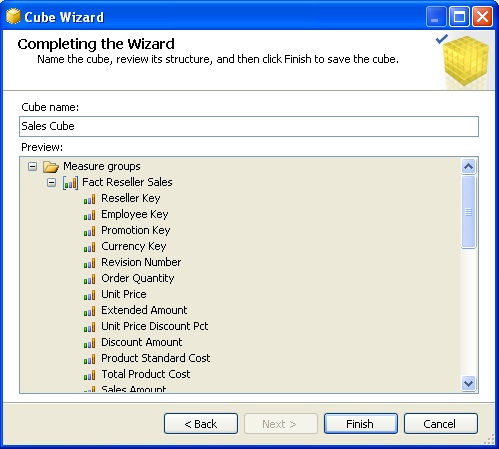 Cube Wizard
Completing the Wizard
Name the cube, review its structure, and then click Finish to save the cube.
Cube name:
Sales Cube
Preview:
Measure groups
Fact Reseller Sales
Reseller Key
Employee Key
Promotion Key
Currency Key
Revision Number
Order Quantity
Unit Price
Extended Amount
Unit Price Discount Pct
Discount Amount
Product Standard Cost
Total Product Cost
Sales Amount
< Back Next > Finish Cancel